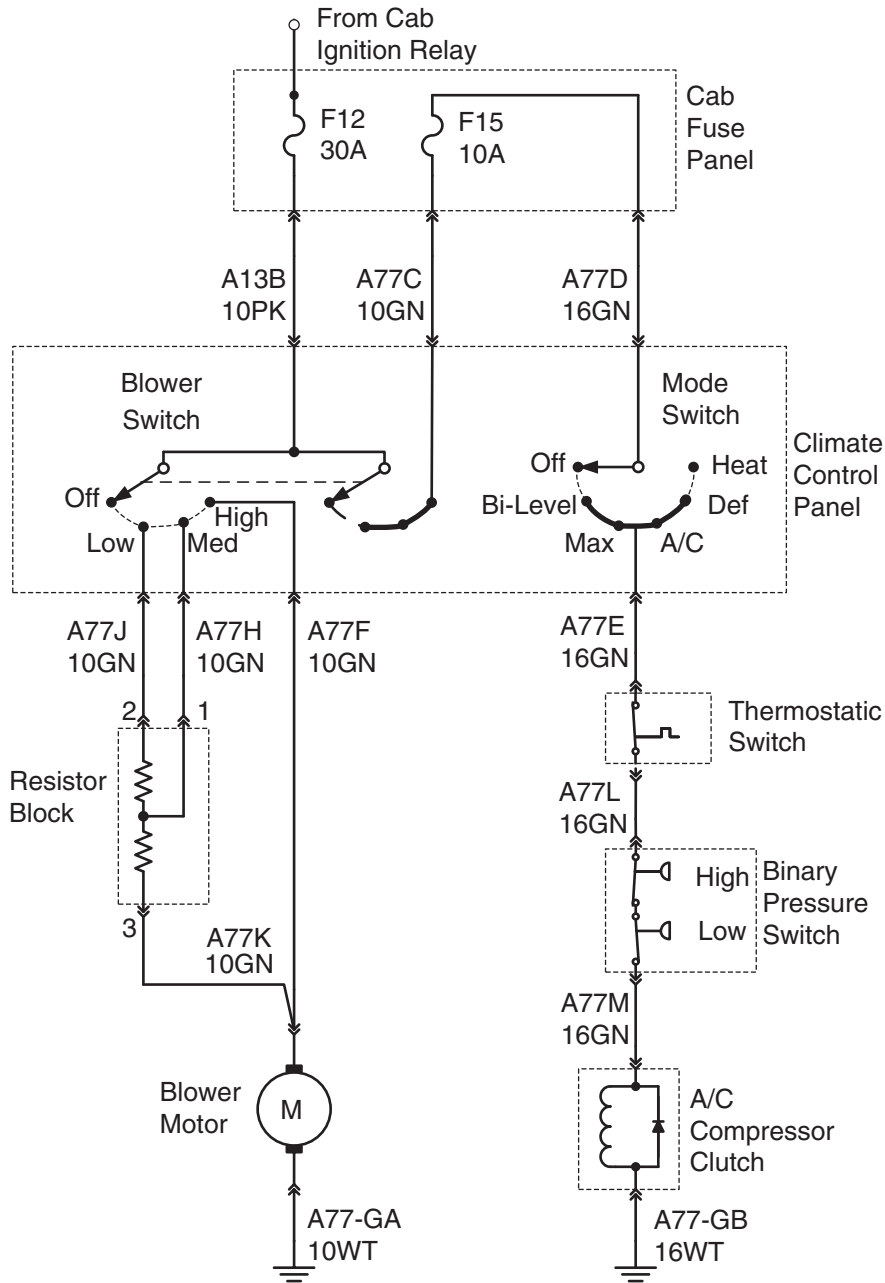 From Cab
Ignition Relay
F12
30A
F15
10A
Cab
Fuse
Panel
A13B
10PK
A77C
10GN
A77D
16GN
Blower
Switch
Mode
Switch
Climate
Control
Panel
Off
Low
Med
High
Off
Heat
Bi-Level
Def
Max
A/C
A77J
10GN
A77H
10GN
A77F
10GN
A77E
16GN
2
1
Resistor
Block
3
Thermostatic
Switch
A77L
16GN
High
Low
Binary
Pressure
Switch
A77K
10GN
A77M
16GN
Blower
Motor
M
A/C
Compressor
Clutch
A77-GA
10WT
A77-GB
16WT